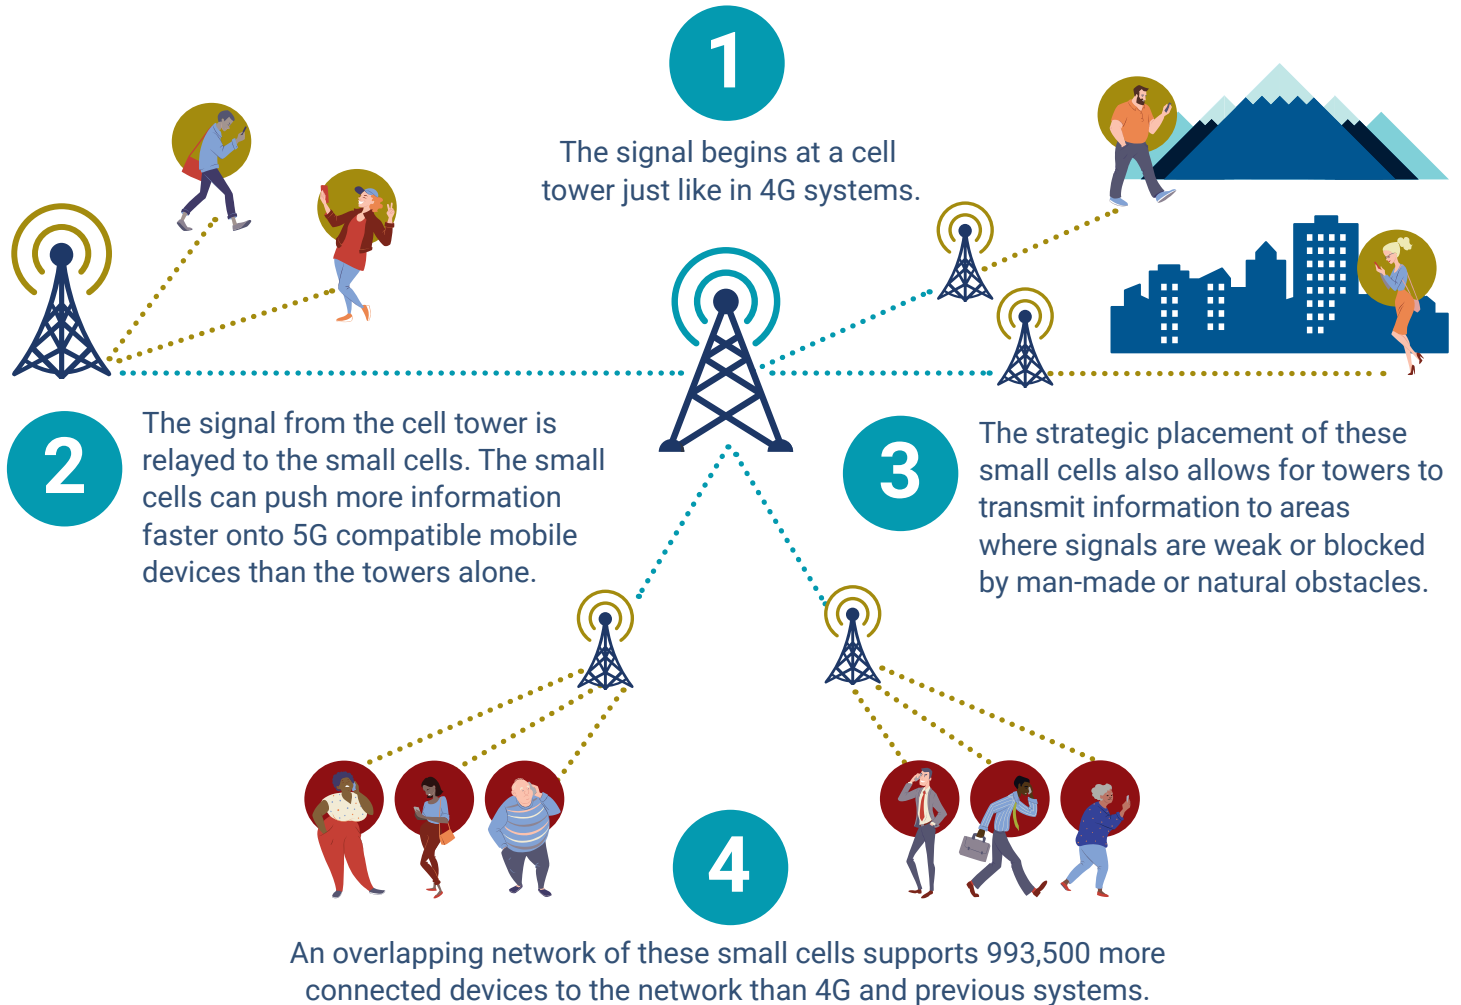 1
The signal begins at a cell
tower just like in 4G systems.
2
The signal from the cell tower is
relayed to the small cells. The small
cells can push more information
faster onto 5G compatible mobile
devices than the towers alone.
3
The strategic placement of these
small cells also allows for towers to
transmit information to areas
where signals are weak or blocked
by man-made or natural obstacles.
4
An overlapping network of these small cells supports 993,500 more
connected devices to the network than 4G and previous systems.